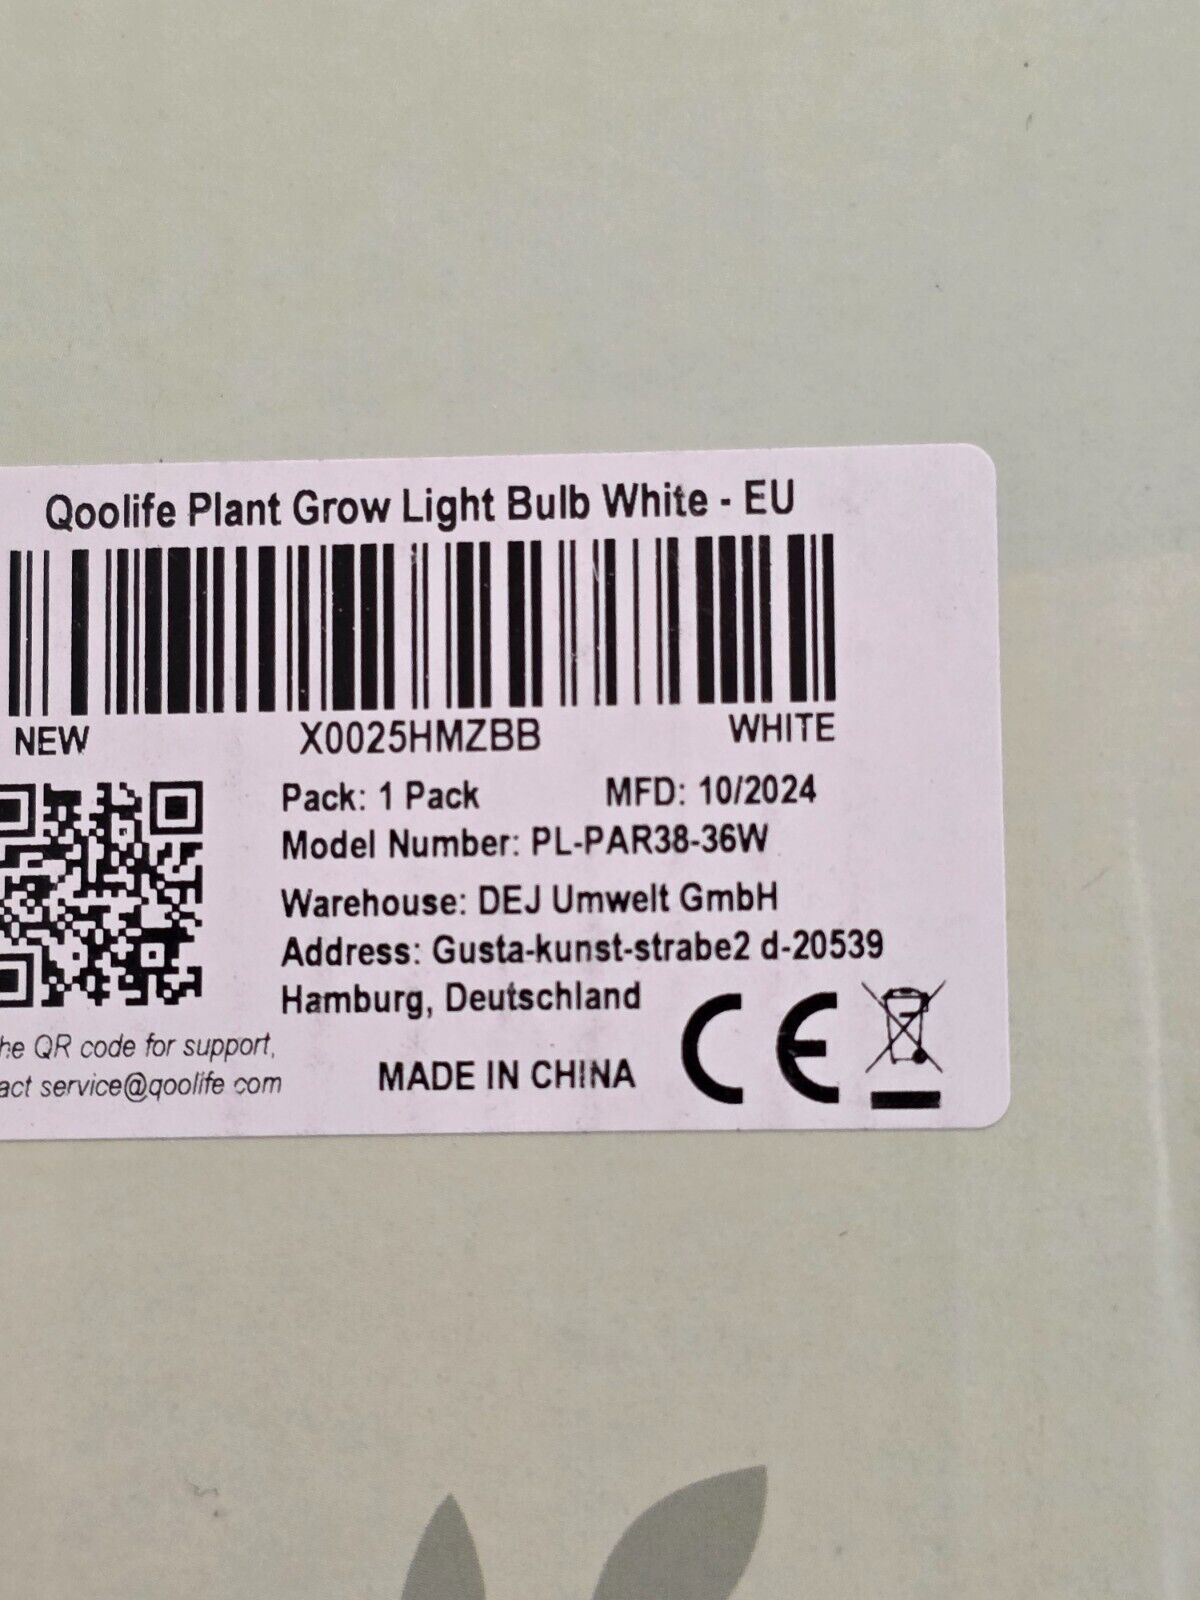 Qoolife Plant Grow Light Bulb White - EU
NEW X0025HMZBB WHITE
Pack: 1 Pack MFD: 10/2024
Model Number: PL-PAR38-36W
Warehouse: DEJ Umwelt GmbH
Address: Gusta-kunst-strabe2 d-20539
Hamburg, Deutschland
QR code for support,
service@qoolife.com
MADE IN CHINA
CE